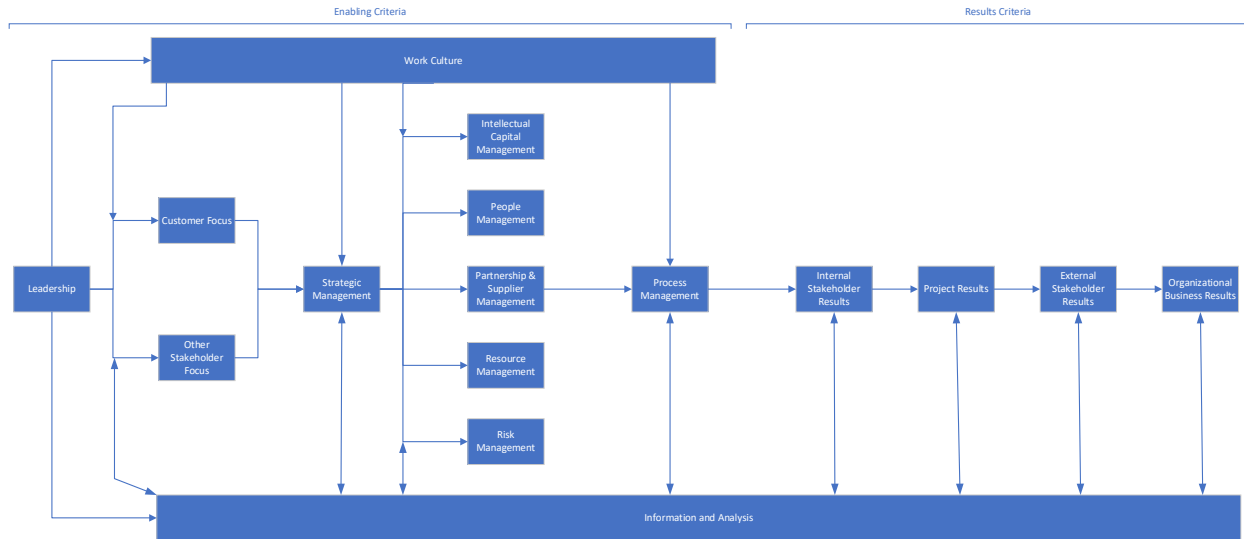 Enabling Criteria
Results Criteria
Work Culture
Intellectual
Capital
Management
People
Management
Customer Focus
Leadership
Strategic
Management
Partnership &
Supplier
Management
Process
Management
Internal
Stakeholder
Results
Project Results
External
Stakeholder
Results
Organizational
Business Results
Other
Stakeholder
Focus
Resource
Management
Risk
Management
Information and Analysis